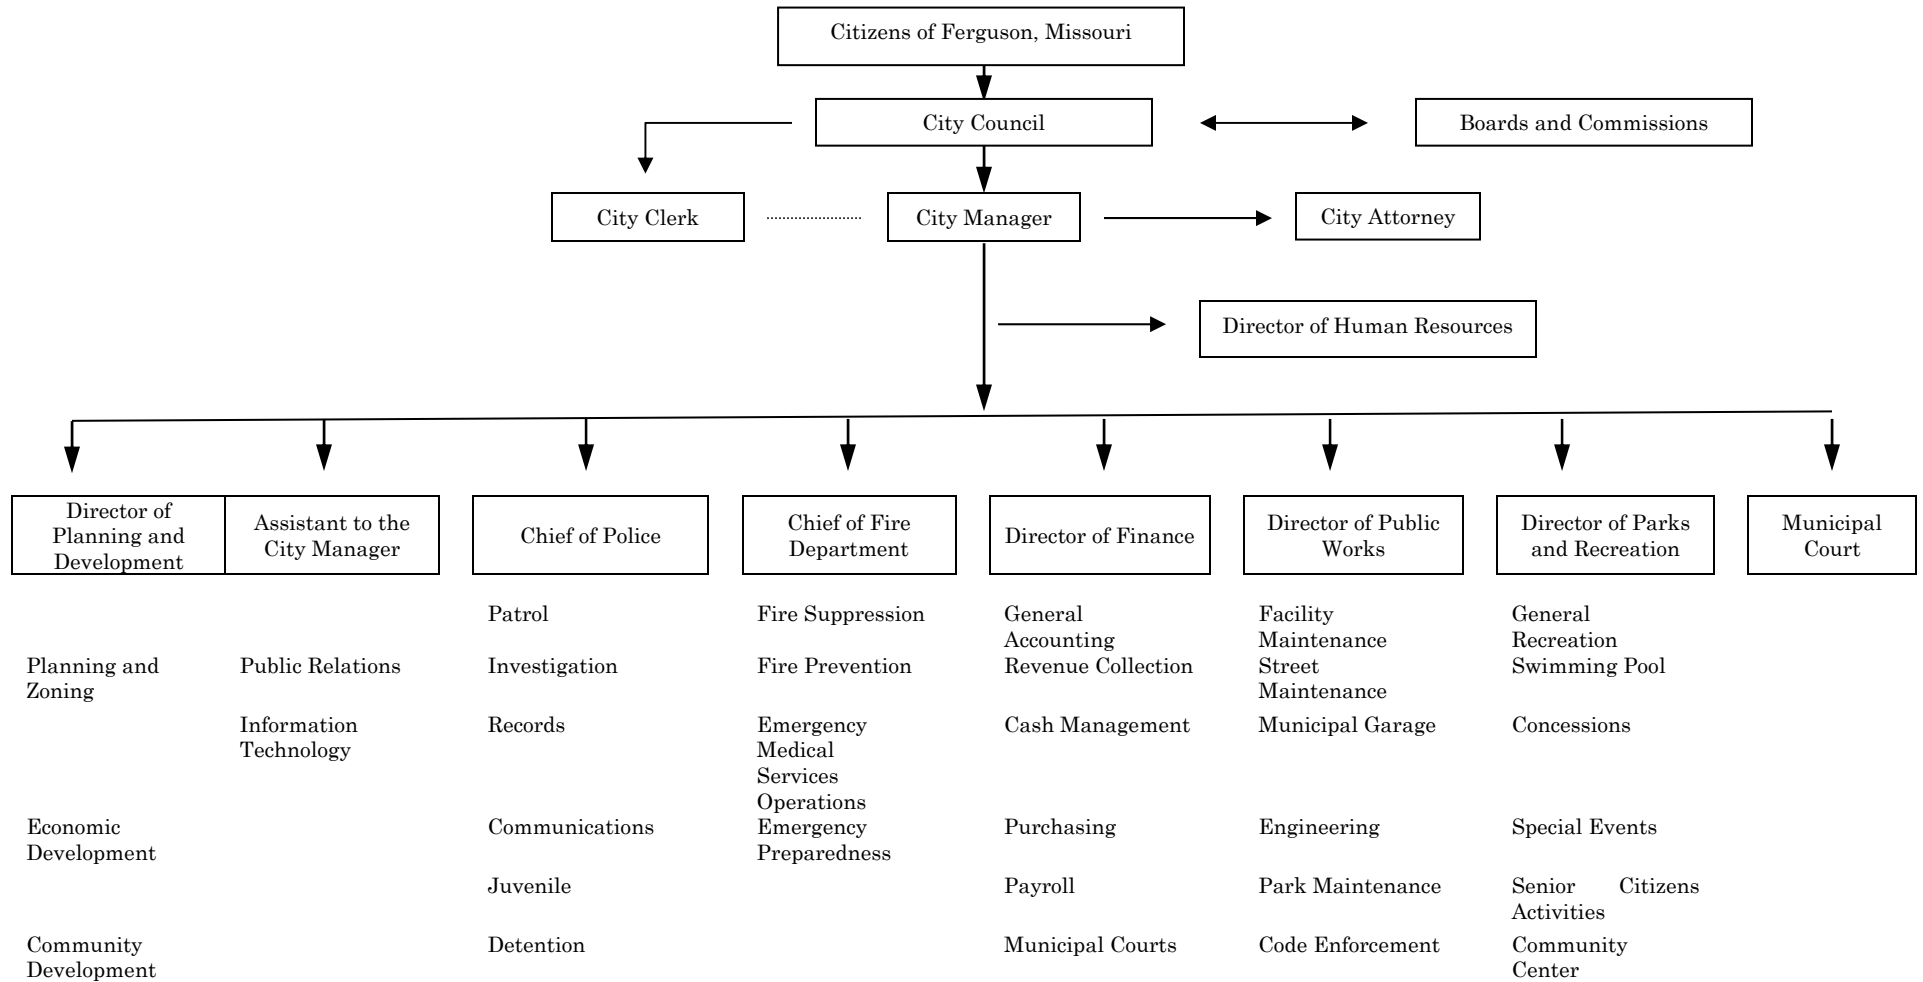 Citizens of Ferguson, Missouri
City Council
Boards and Commissions
City Clerk
City Manager
City Attorney
Director of Human Resources
Director of
Planning and
Development
Assistant to the
City Manager
Chief of Police
Chief of Fire
Department
Director of Finance
Director of Public
Works
Director of Parks
and Recreation
Municipal
Court
Planning and
Zoning
Economic
Development
Community
Development
Public Relations
Information
Technology
Patrol
Investigation
Records
Communications
Juvenile
Detention
Fire Suppression
Fire Prevention
Emergency
Medical
Services
Operations
Emergency
Preparedness
General
Accounting
Revenue Collection
Cash Management
Purchasing
Payroll
Municipal Courts
Facility
Maintenance
Street
Maintenance
Municipal Garage
Engineering
Park Maintenance
Code Enforcement
General
Recreation
Swimming Pool
Concessions
Special Events
Senior Citizens
Activities
Community
Center